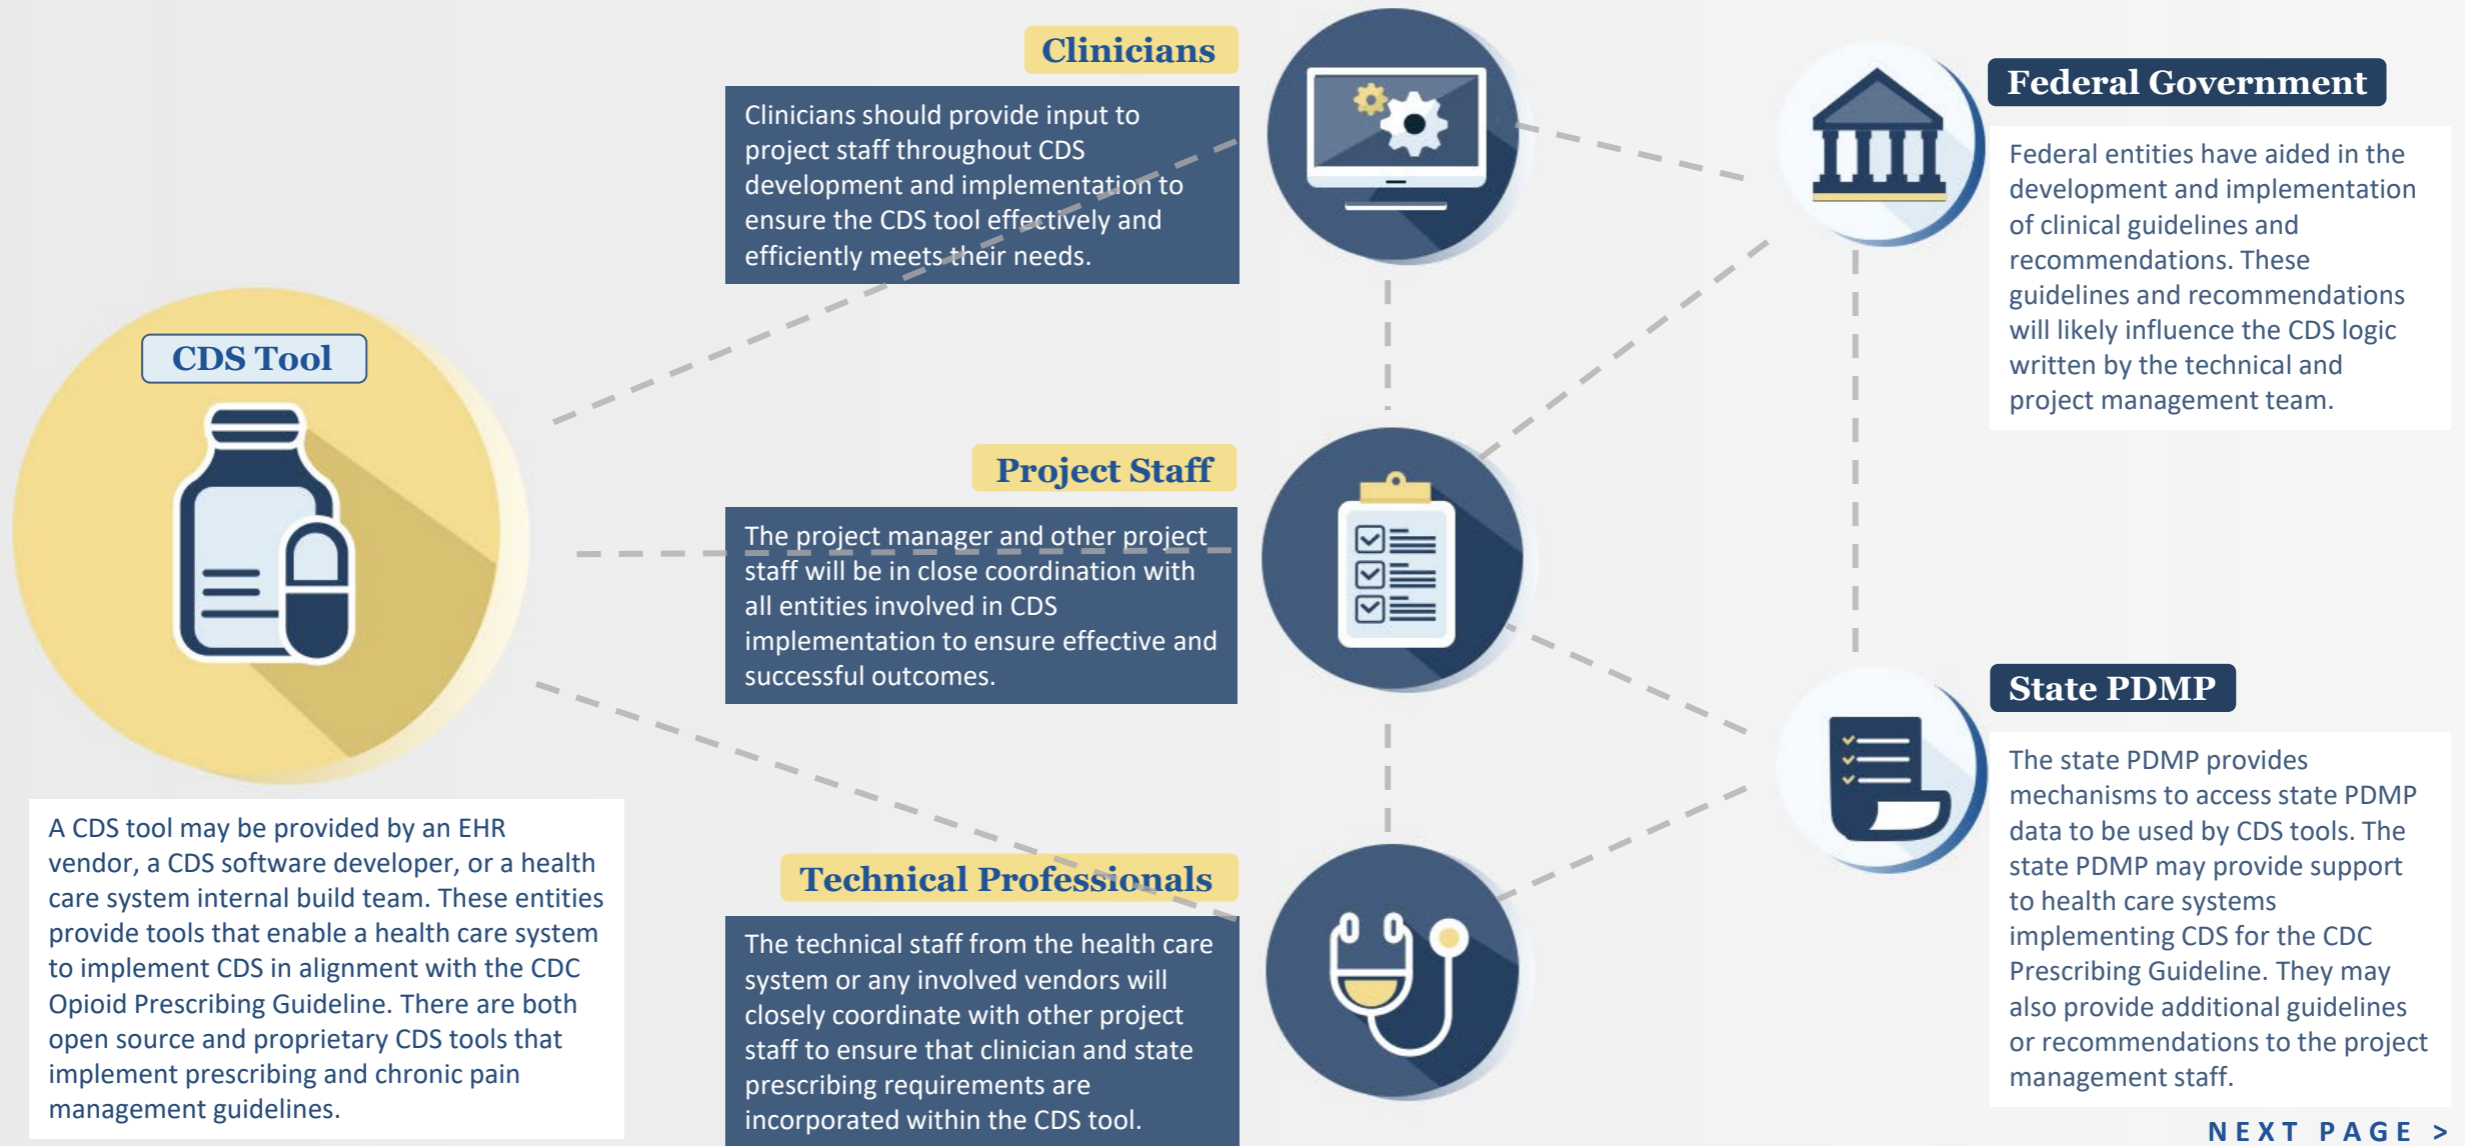 CDS Tool
A CDS tool may be provided by an EHR
vendor, a CDS software developer, or a health
care system internal build team. These entities
provide tools that enable a health care system
to implement CDS in alignment with the CDC
Opioid Prescribing Guideline. There are both
open source and proprietary CDS tools that
implement prescribing and chronic pain
management guidelines.
Clinicians
Clinicians should provide input to
project staff throughout CDS
development and implementation to
ensure the CDS tool effectively and
efficiently meets their needs.
Project Staff
The project manager and other project
staff will be in close coordination with
all entities involved in CDS
implementation to ensure effective and
successful outcomes.
Technical Professionals
The technical staff from the health care
system or any involved vendors will
closely coordinate with other project
staff to ensure that clinician and state
prescribing requirements are
incorporated within the CDS tool.
Federal Government
Federal entities have aided in the
development and implementation
of clinical guidelines and
recommendations. These
guidelines and recommendations
will likely influence the CDS logic
written by the technical and
project management team.
State PDMP
The state PDMP provides
mechanisms to access state PDMP
data to be used by CDS tools. The
state PDMP may provide support
to health care systems
implementing CDS for the CDC
Prescribing Guideline. They may
also provide additional guidelines
or recommendations to the project
management staff.
NEXT PAGE >